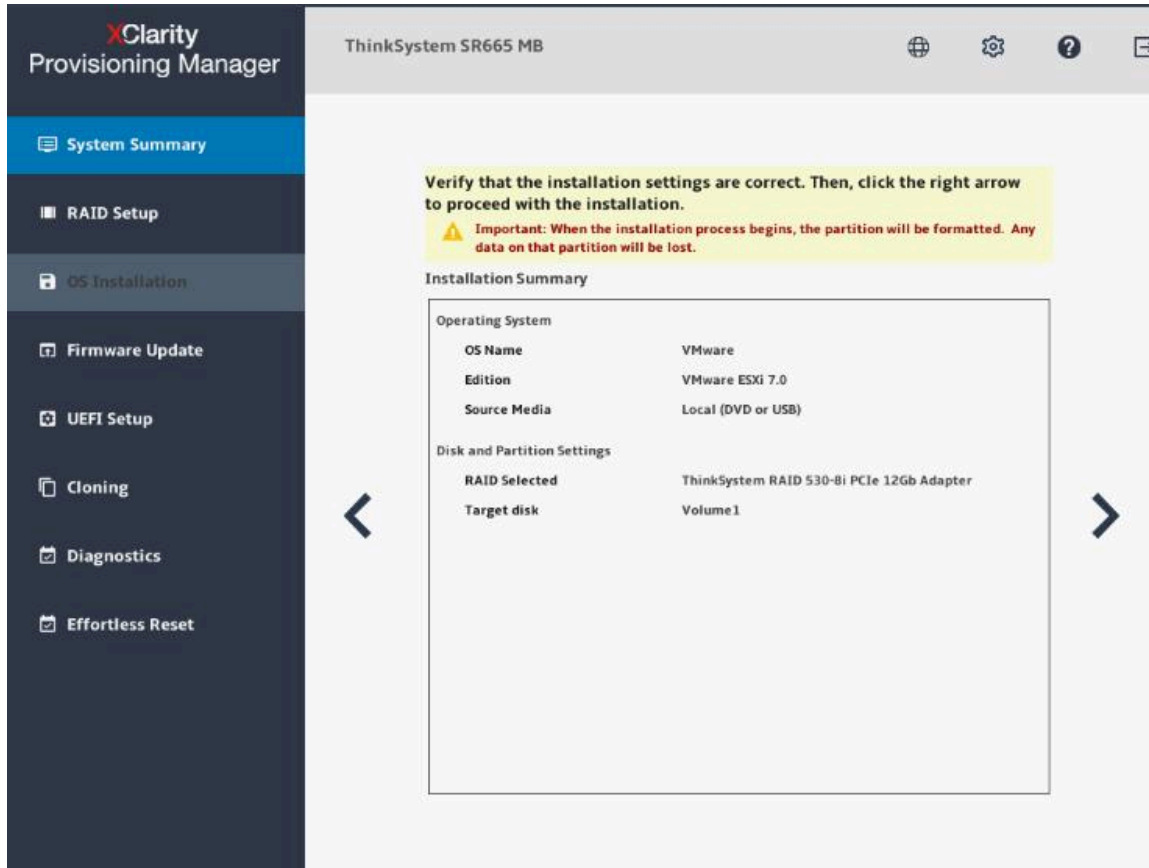 XClarity
Provisioning Manager
ThinkSystem SR665 MB
System Summary
RAID Setup
OS Installation
Firmware Update
UEFI Setup
Cloning
Diagnostics
Effortless Reset
Verify that the installation settings are correct. Then, click the right arrow
to proceed with the installation.
Important: When the installation process begins, the partition will be formatted. Any
data on that partition will be lost.
Installation Summary
Operating System
OS Name VMware
Edition VMware ESXi 7.0
Source Media Local (DVD or USB)
Disk and Partition Settings
RAID Selected ThinkSystem RAID 530-8i PCIe 12Gb Adapter
Target disk Volume1